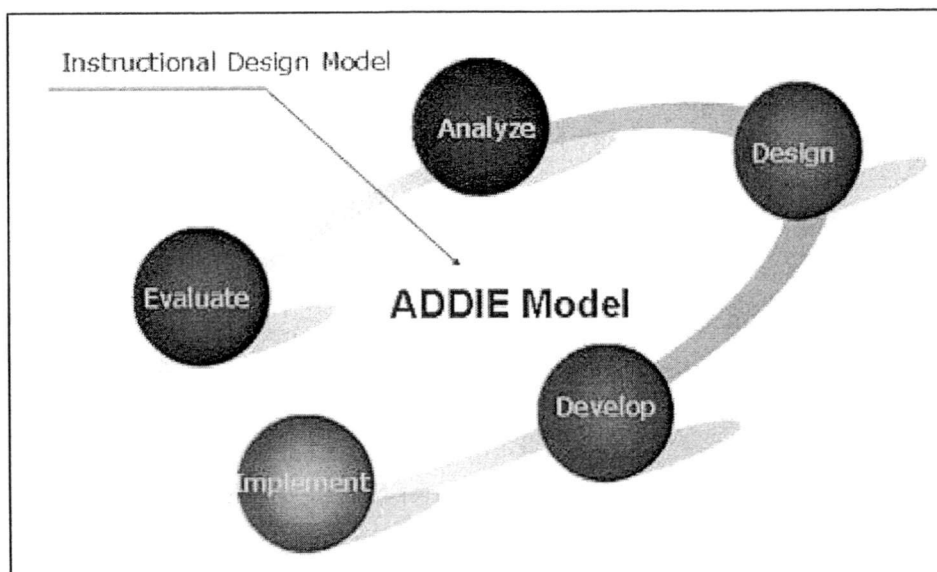 Instructional Design Model
Analyze
Design
Evaluate
ADDIE Model
Develop
Implement